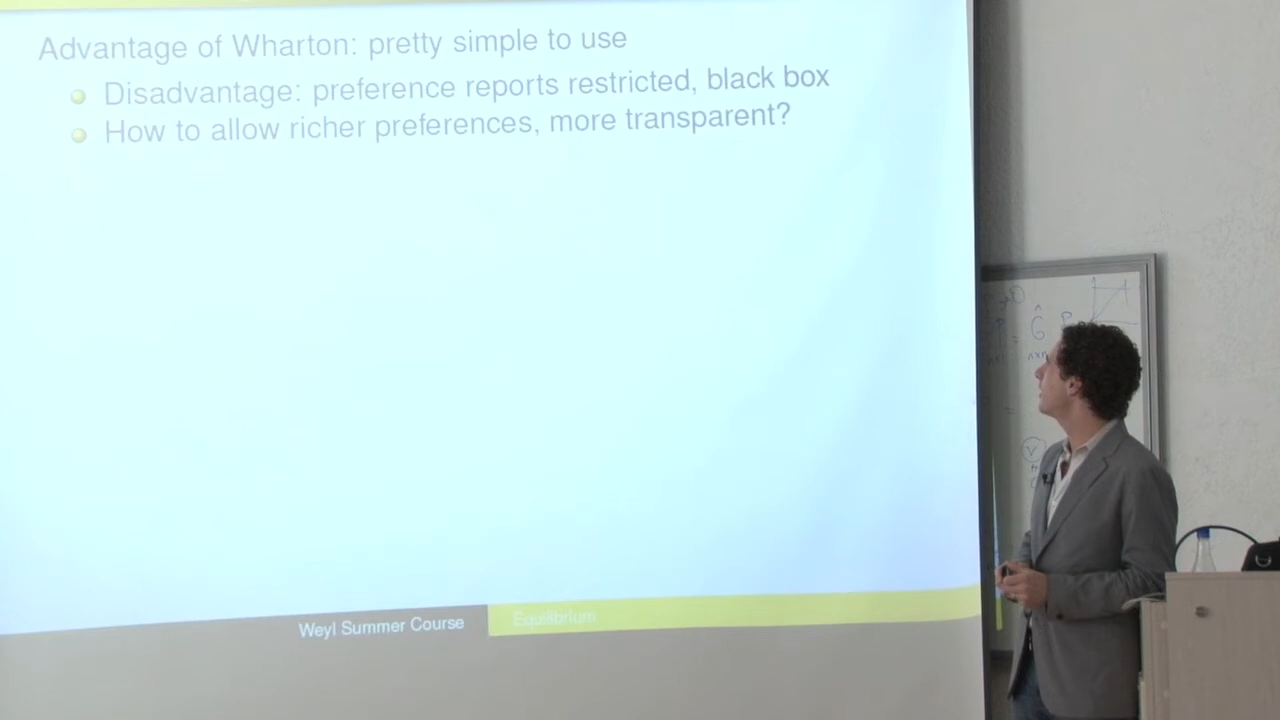 Advantage of Wharton: pretty simple to use
Disadvantage: preference reports restricted, black box
How to allow richer preferences, more transparent?
Weyl Summer Course
Equilibrium